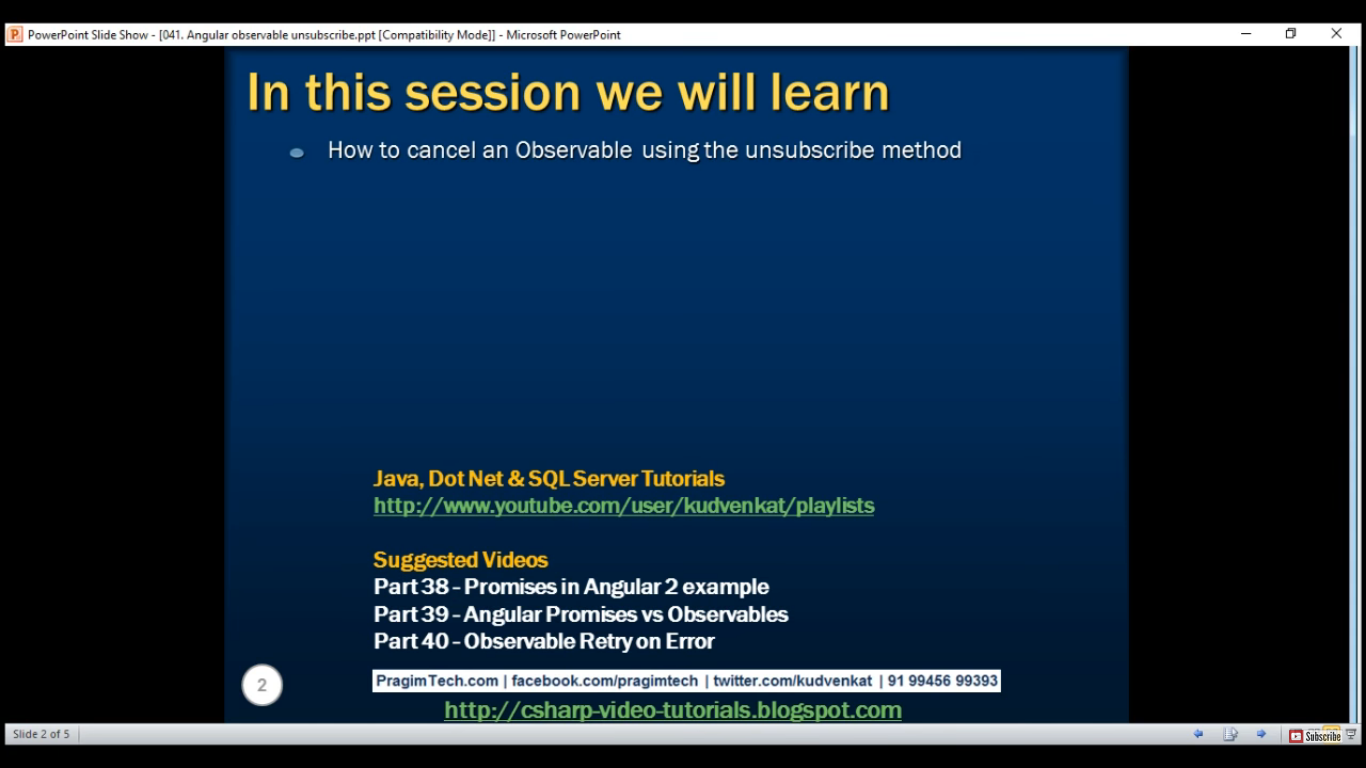 PowerPoint Slide Show - [041. Angular observable unsubscribe.ppt [Compatibility Mode]] - Microsoft PowerPoint
In this session we will learn
How to cancel an Observable using the unsubscribe method
Java, Dot Net & SQL Server Tutorials
http://www.youtube.com/user/kudvenkat/playlists
Suggested Videos
Part 38 - Promises in Angular 2 example
Part 39 - Angular Promises vs Observables
Part 40 - Observable Retry on Error
2
PragimTech.com | facebook.com/pragimtech | twitter.com/kudvenkat | 91 99456 99393
http://csharp-video-tutorials.blogspot.com
Slide 2 of 5
Subscribe